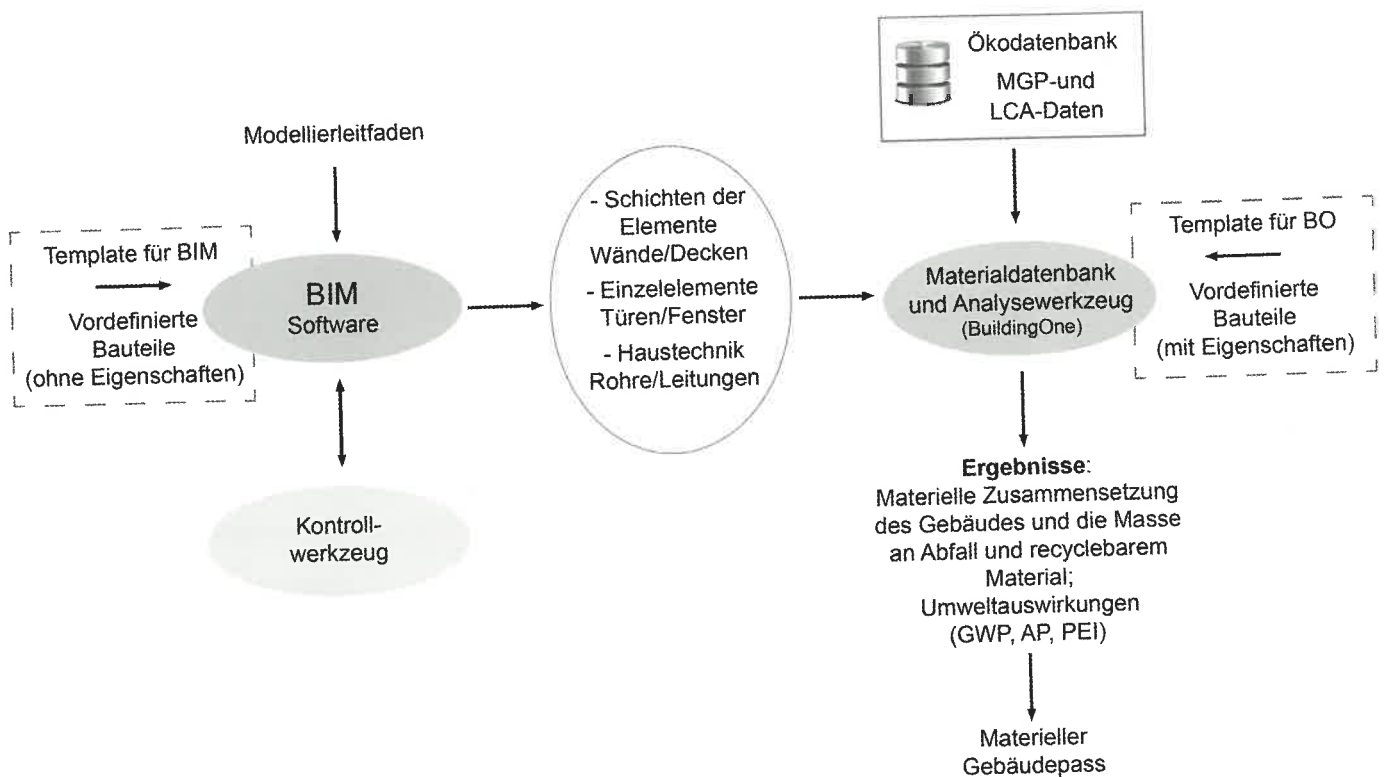 Ökodatenbank
MGP-und
LCA-Daten
Modellierleitfaden
Template für BIM
Vordefinierte
Bauteile
(ohne Eigenschaften)
BIM
Software
- Schichten der
Elemente
Wände/Decken
- Einzelelemente
Türen/Fenster
- Haustechnik
Rohre/Leitungen
Materialdatenbank
und Analysewerkzeug
(BuildingOne)
Template für BO
Vordefinierte
Bauteile
(mit Eigenschaften)
Kontroll-
werkzeug
Ergebnisse:
Materielle Zusammensetzung
des Gebäudes und die Masse
an Abfall und recyclebarem
Material;
Umweltauswirkungen
(GWP, AP, PEI)
Materieller
Gebäudepass